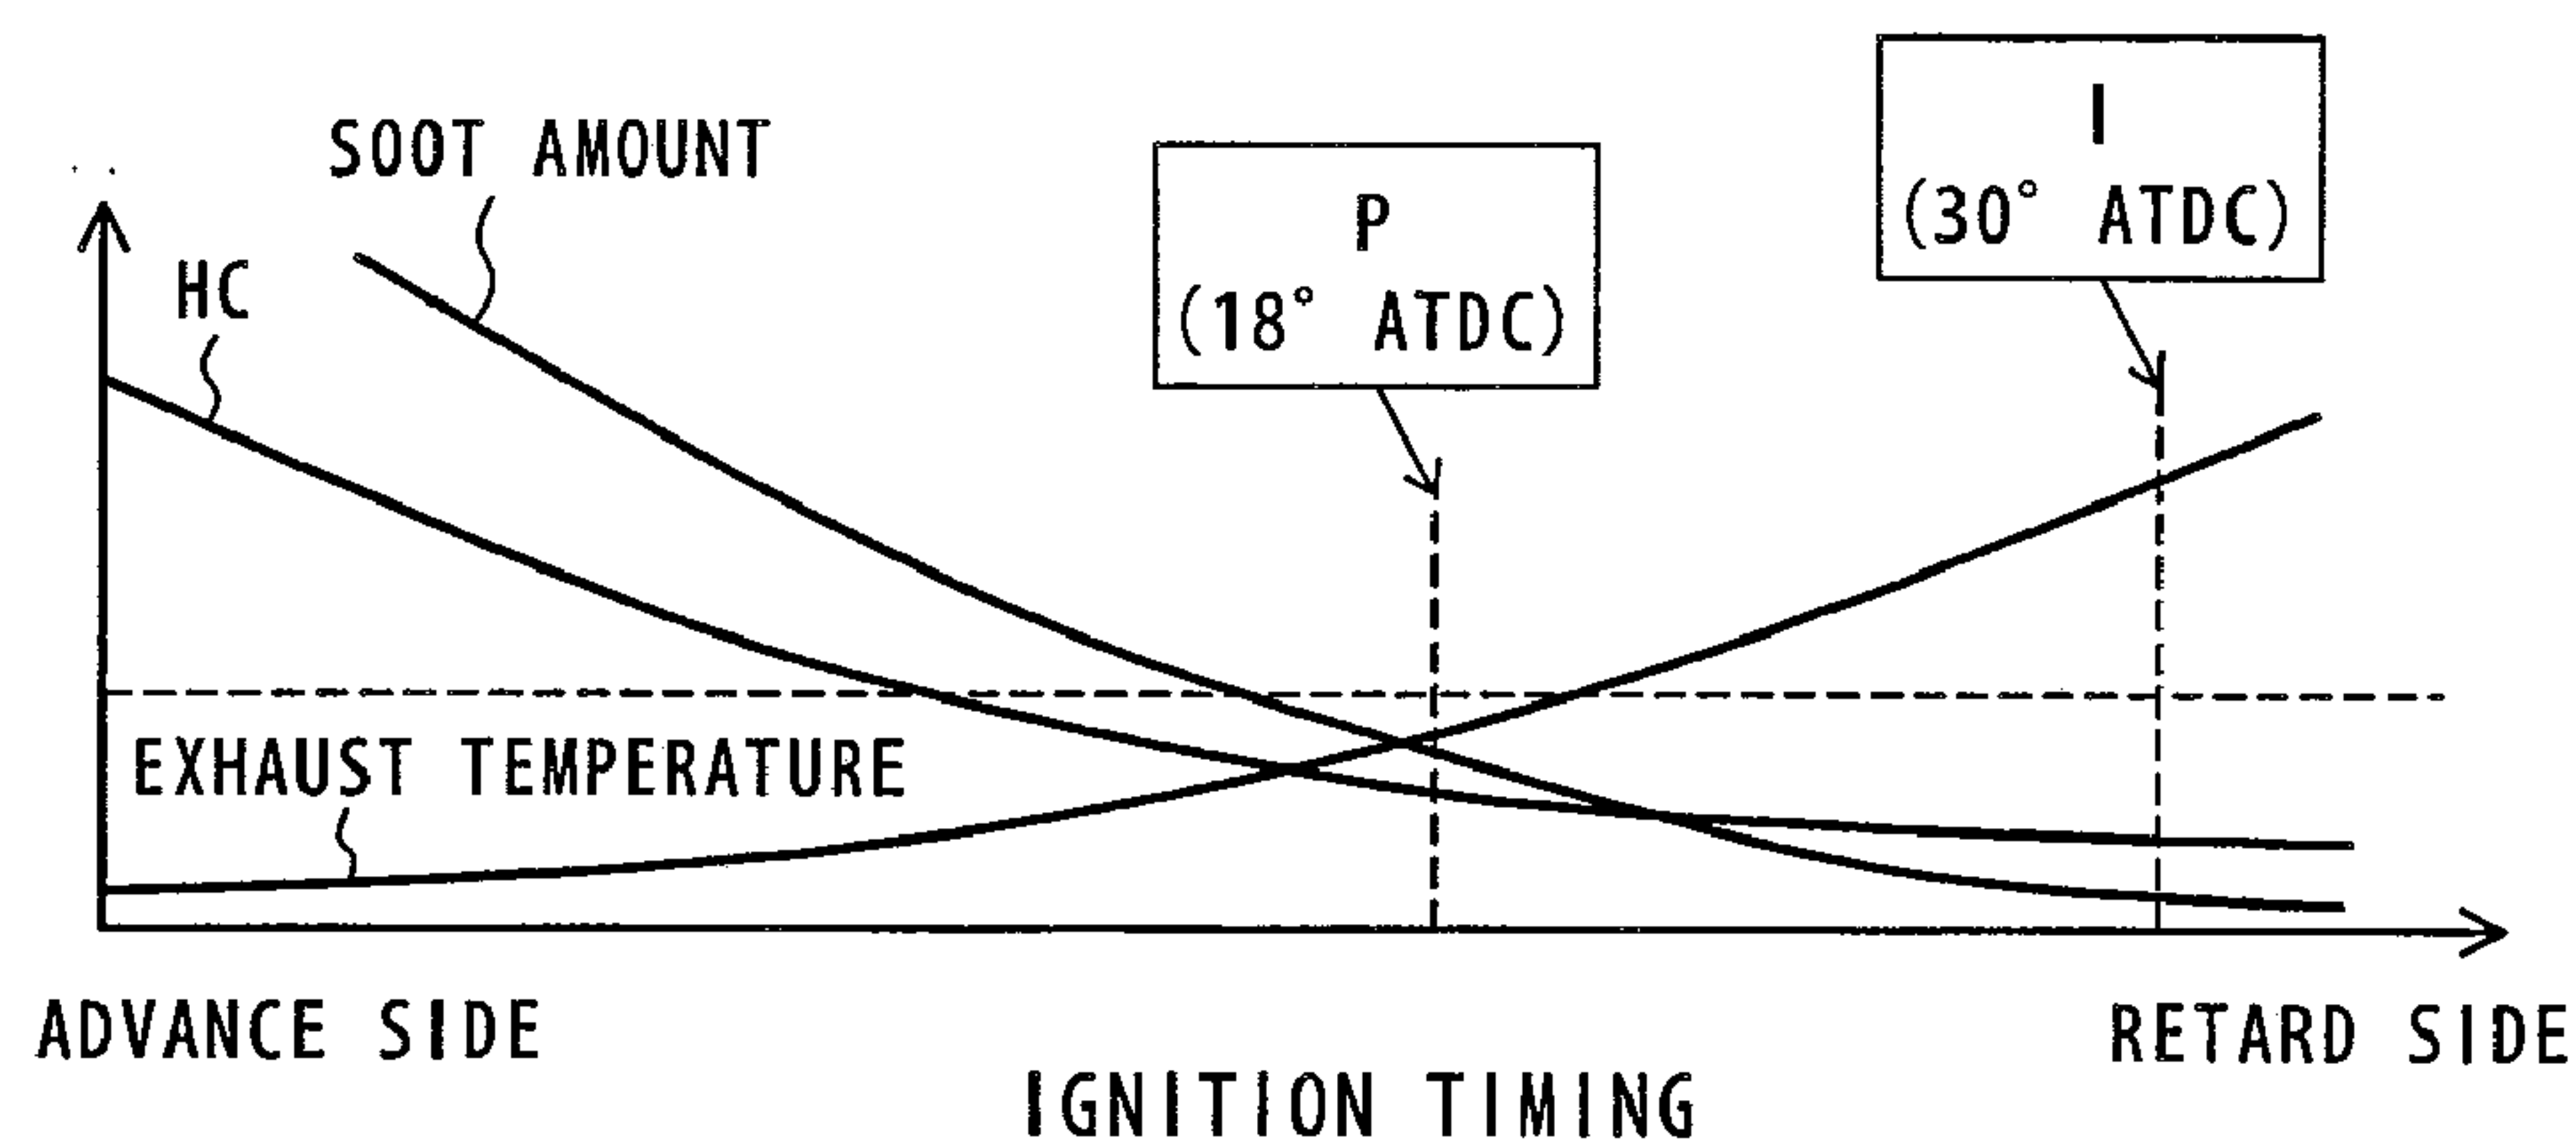 SOOT AMOUNT
HC
P
(18° ATDC)
I
(30° ATDC)
EXHAUST TEMPERATURE
ADVANCE SIDE
RETARD SIDE
IGNITION TIMING